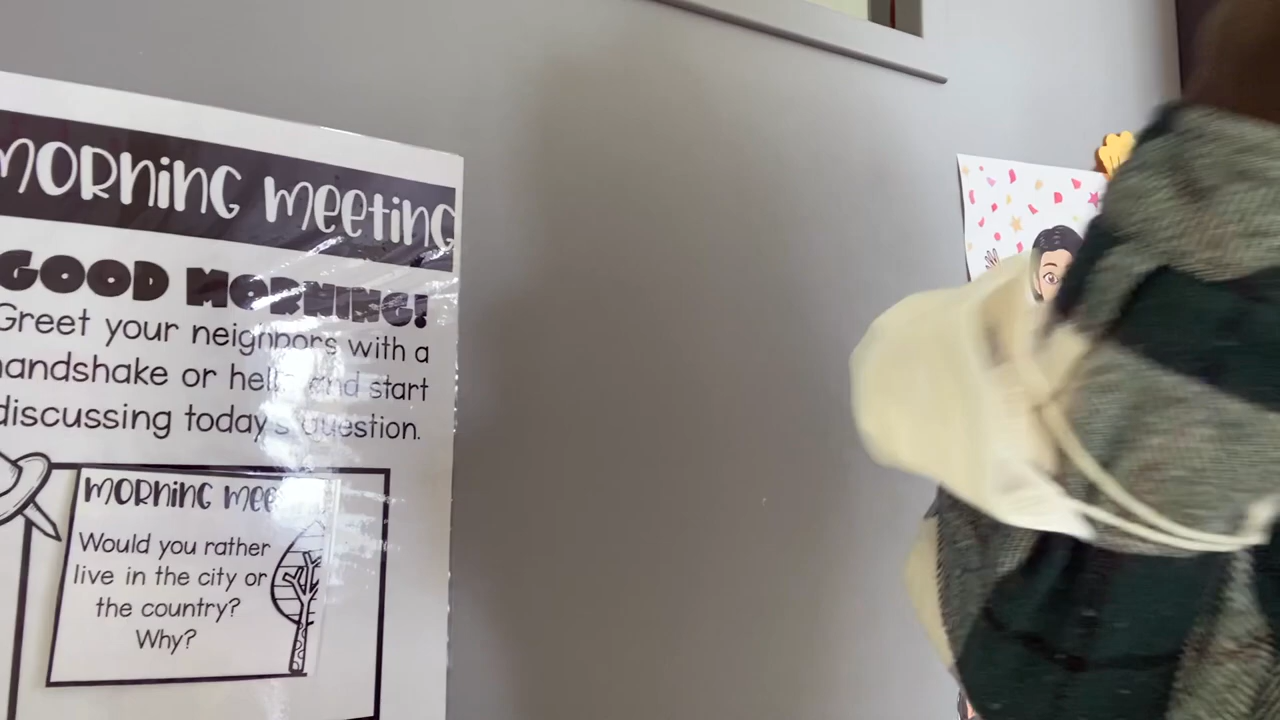 MORNING MEETING
GOOD MORNING!
Greet your neighbors with a
handshake or hello and start
discussing today's question.
MORNING MEE
Would you rather
live in the city or
the country?
Why?